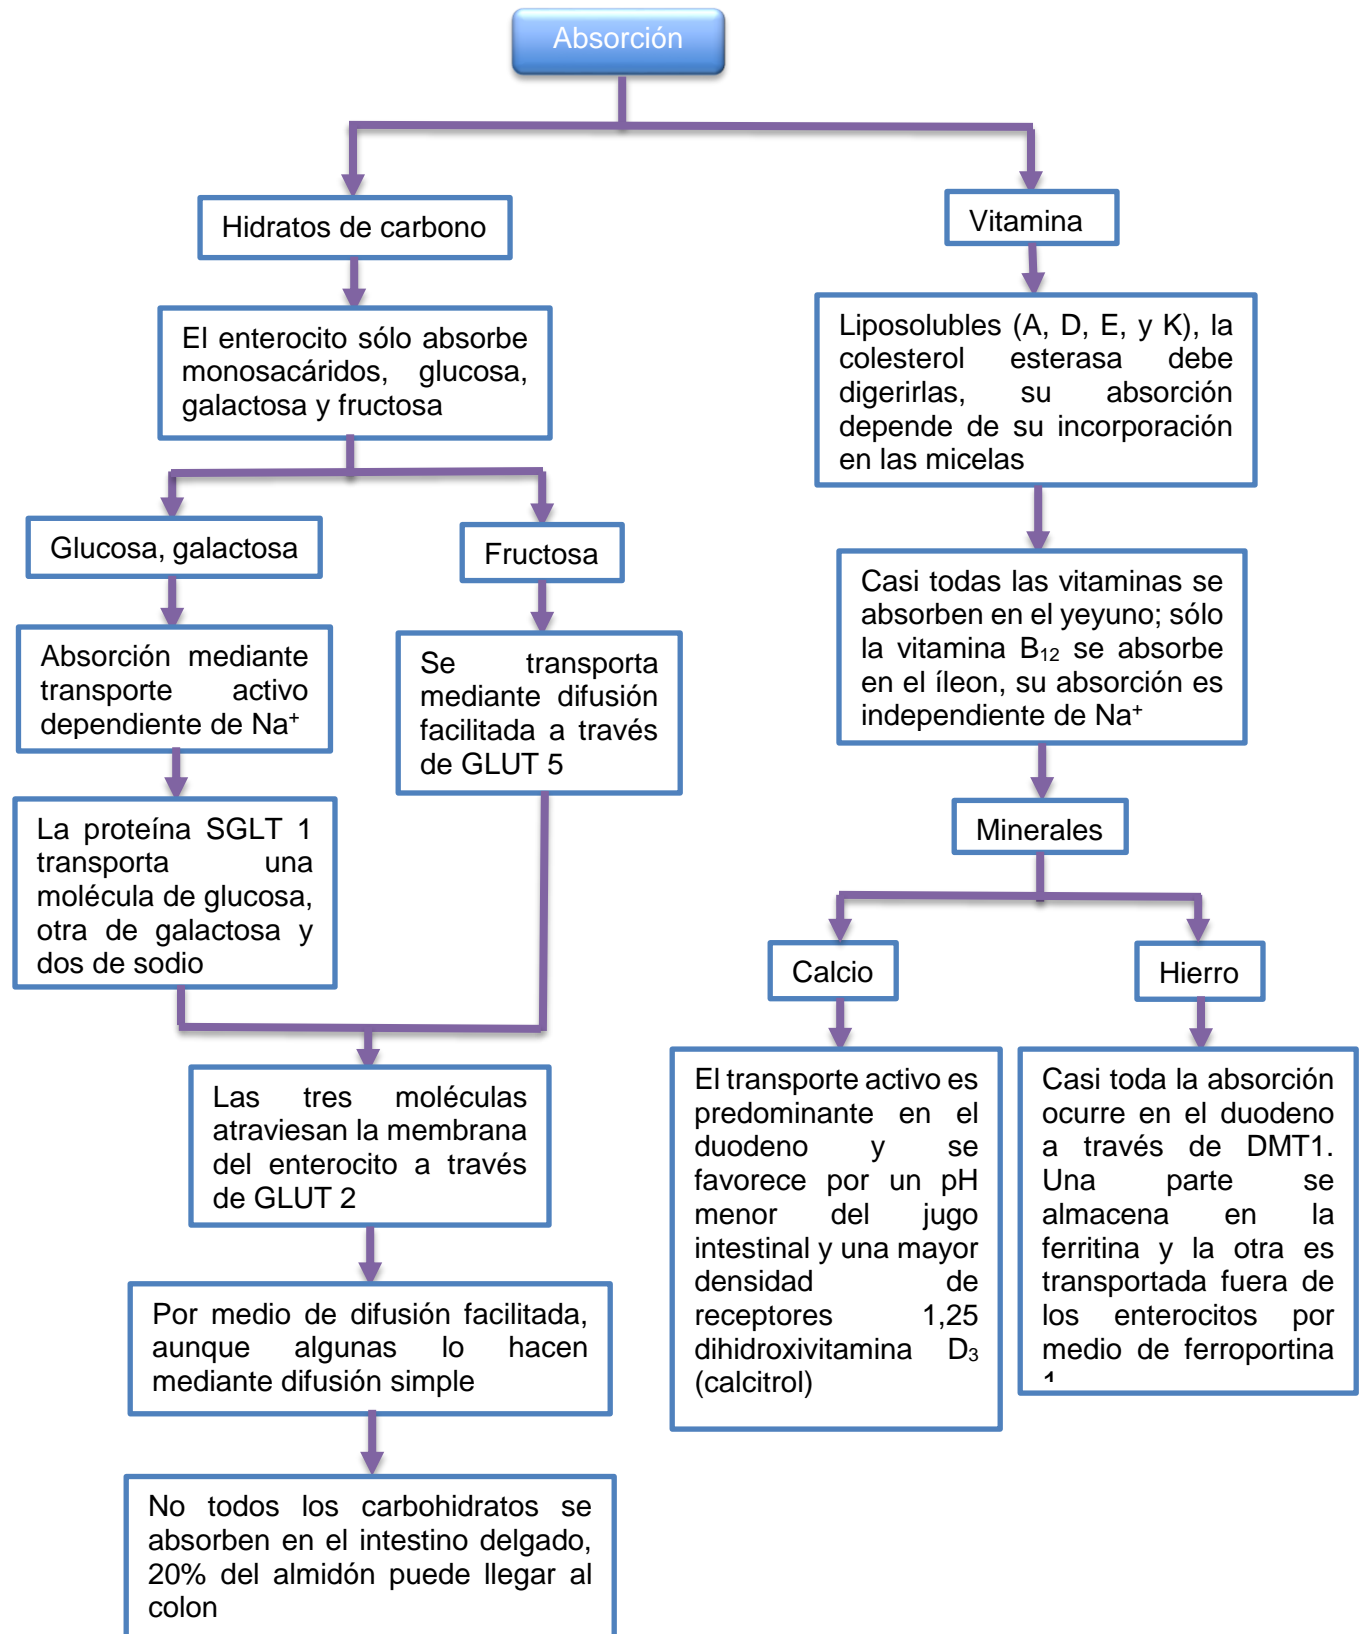 Absorción
Hidratos de carbono
El enterocito sólo absorbe
monosacáridos, glucosa,
galactosa y fructosa
Glucosa, galactosa
Absorción mediante
transporte activo
dependiente de Na⁺
La proteína SGLT 1
transporta una
molécula de glucosa,
otra de galactosa y
dos de sodio
Fructosa
Se transporta
mediante difusión
facilitada a través
de GLUT 5
Las tres moléculas
atraviesan la membrana
del enterocito a través
de GLUT 2
Por medio de difusión facilitada,
aunque algunas lo hacen
mediante difusión simple
No todos los carbohidratos se
absorben en el intestino delgado,
20% del almidón puede llegar al
colon
Vitamina
Liposolubles (A, D, E, y K), la
colesterol esterasa debe
digerirlas, su absorción
depende de su incorporación
en las micelas
Casi todas las vitaminas se
absorben en el yeyuno; sólo
la vitamina B₁₂ se absorbe
en el íleon, su absorción es
independiente de Na⁺
Minerales
Calcio
El transporte activo es
predominante en el
duodeno y se
favorece por un pH
menor del jugo
intestinal y una mayor
densidad de
receptores 1,25
dihidroxivitamina D₃
(calcitrol)
Hierro
Casi toda la absorción
ocurre en el duodeno
a través de DMT1.
Una parte se
almacena en la
ferritina y la otra es
transportada fuera de
los enterocitos por
medio de ferroportina
1